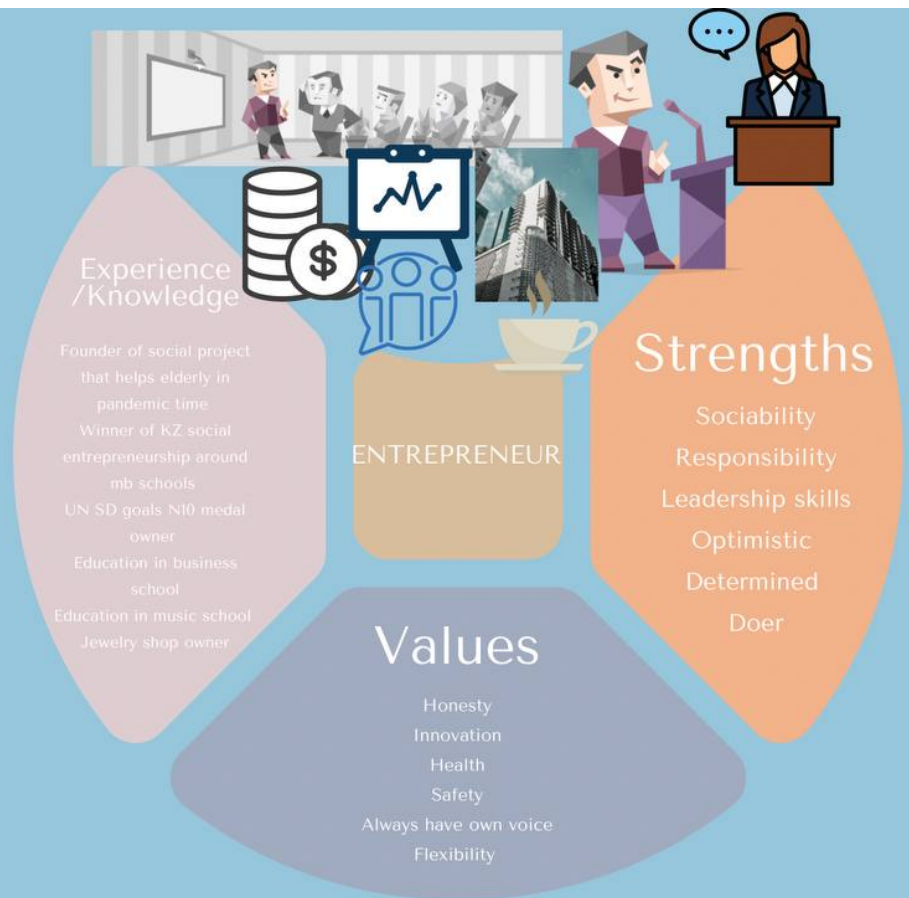 Experience
/Knowledge
Founder of social project
that helps elderly in
pandemic time
Winner of KZ social
entrepreneurship around
mb schools
UN SD goals N10 medal
owner
Education in business
school
Education in music school
Jewelry shop owner
$
ENTREPRENEUR
Strengths
Sociability
Responsibility
Leadership skills
Optimistic
Determined
Doer
Values
Honesty
Innovation
Health
Safety
Always have own voice
Flexibility